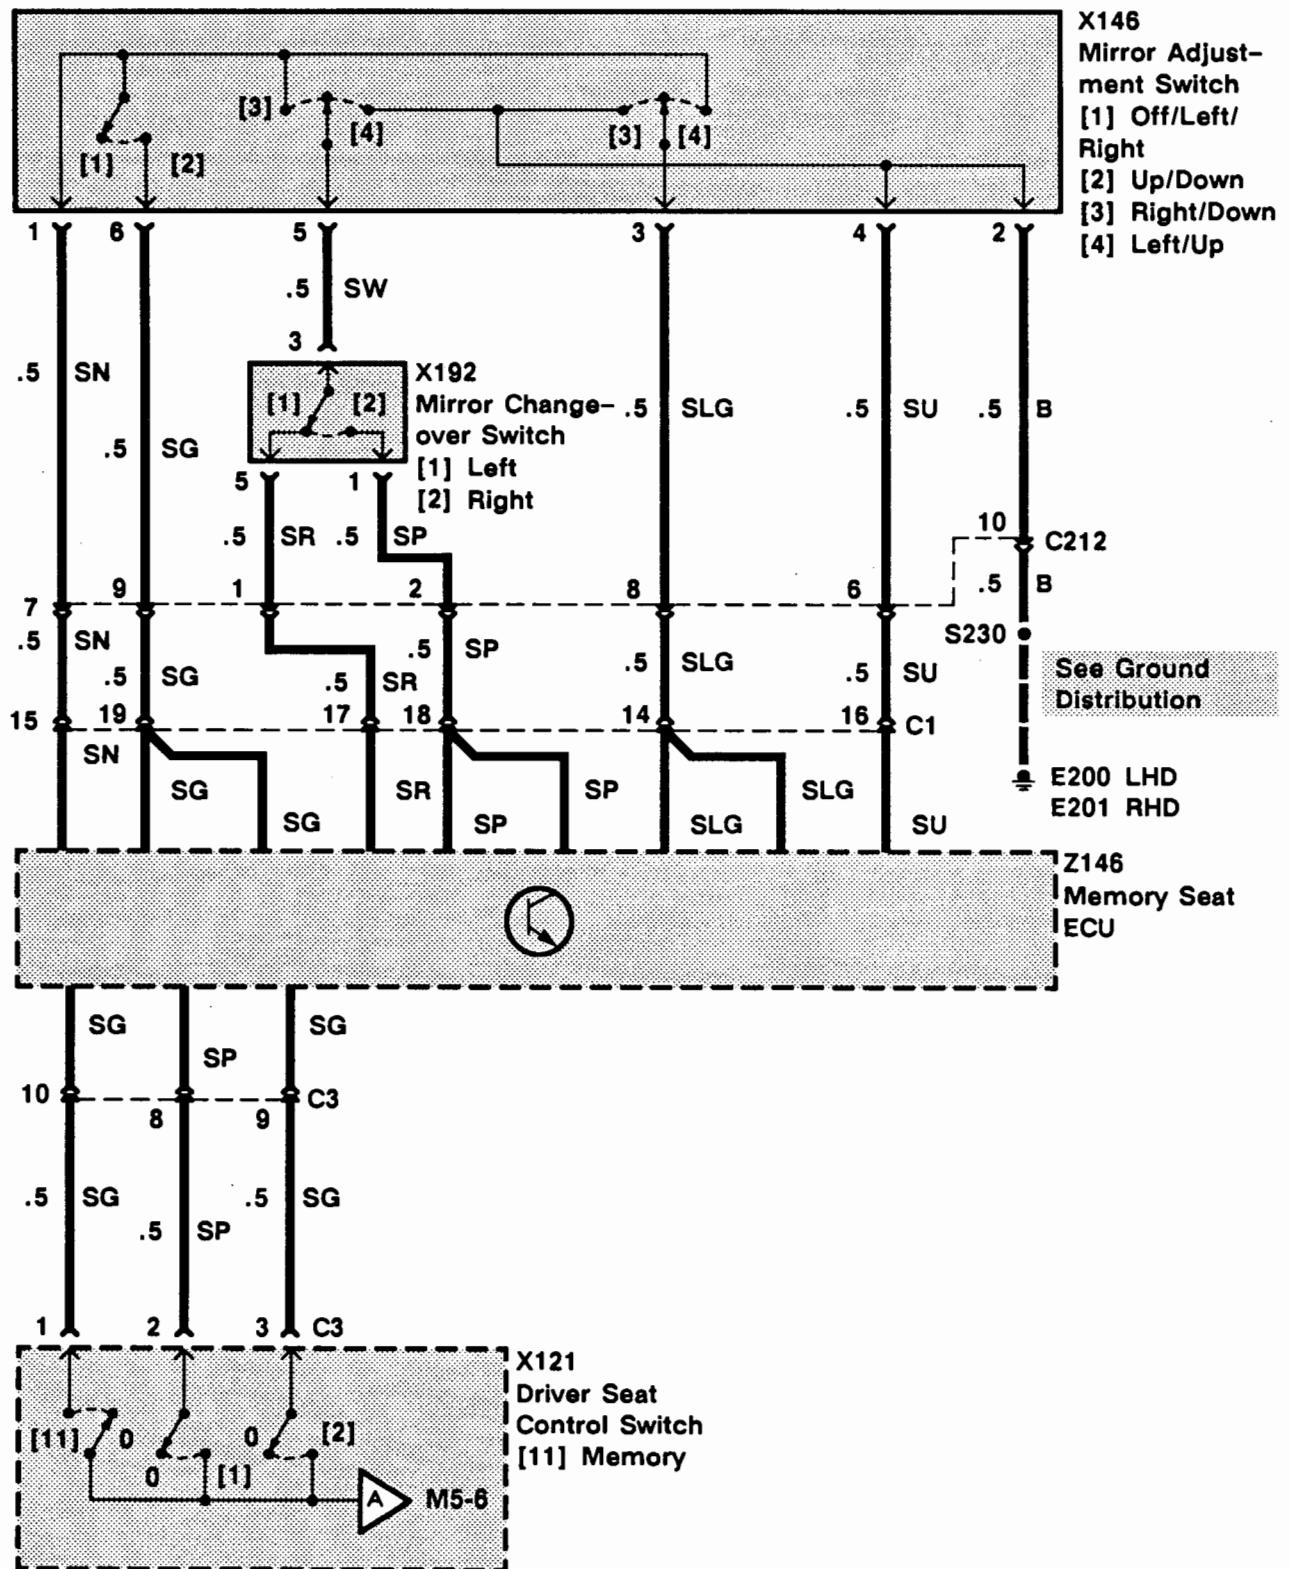 X146
Mirror Adjust-
ment Switch
[1] Off/Left/
Right
[2] Up/Down
[3] Right/Down
[4] Left/Up
[3] [4] [3] [4]
[1] [2]
1 6 5 3 4 2
.5 SW
3
.5 SN
X192
Mirror Change-
over Switch
[1] Left
[2] Right
[1] [2]
.5 SG
.5 SLG
.5 SU
.5 B
5 1
.5 SR .5 SP
10 C212
7 9 1 2 8 6
.5 B
S230
.5 SN
.5 SG
.5 SR
.5 SP
.5 SLG
.5 SU
See Ground
Distribution
15 19 17 18 14 16 C1
SN
SG SG SR SP SP SLG SLG SU
E200 LHD
E201 RHD
Z146
Memory Seat
ECU
SG SP SG
10 8 9 C3
.5 SG .5 SP .5 SG
1 2 3 C3
X121
Driver Seat
Control Switch
[11] Memory
[11] 0 0 [1] 0 [2]
A M5-6